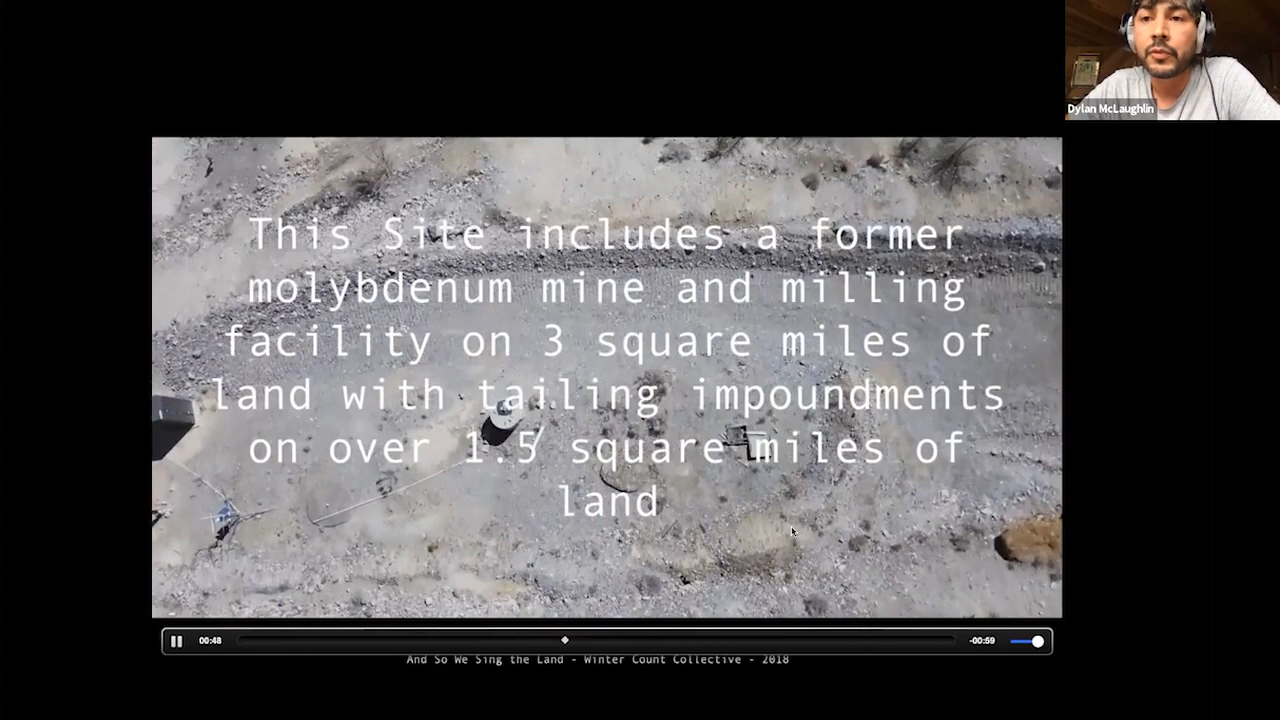 Dylan McLaughlin
This Site includes a former
molybdenum mine and milling
facility on 3 square miles of
land with tailing impoundments
on over 1.5 square miles of
land
00:48
-00:59
And So We Sing the Land - Winter Count Collective - 2018